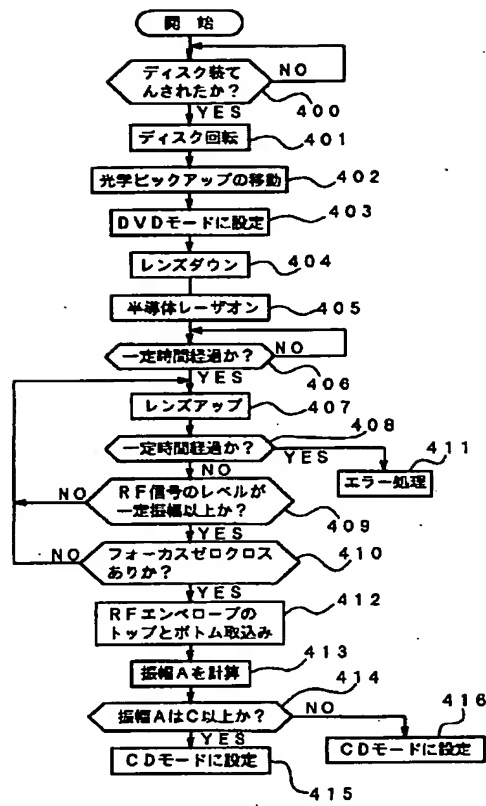 開 始
ディスク装て
んされたか?
NO
400
YES
ディスク回転
401
光学ピックアップの移動
402
DVDモードに設定
403
レンズダウン
404
半導体レーザオン
405
一定時間経過か?
NO
406
YES
レンズアップ
407
一定時間経過か?
408
YES
411
エラー処理
NO
RF信号のレベルが
一定振幅以上か?
NO
409
YES
フォーカスゼロクロス
ありか?
NO
410
YES
RFエンベロープの
トップとボトム取込み
412
振幅Aを計算
413
振幅AはC以上か?
414
NO
416
CDモードに設定
YES
CDモードに設定
415